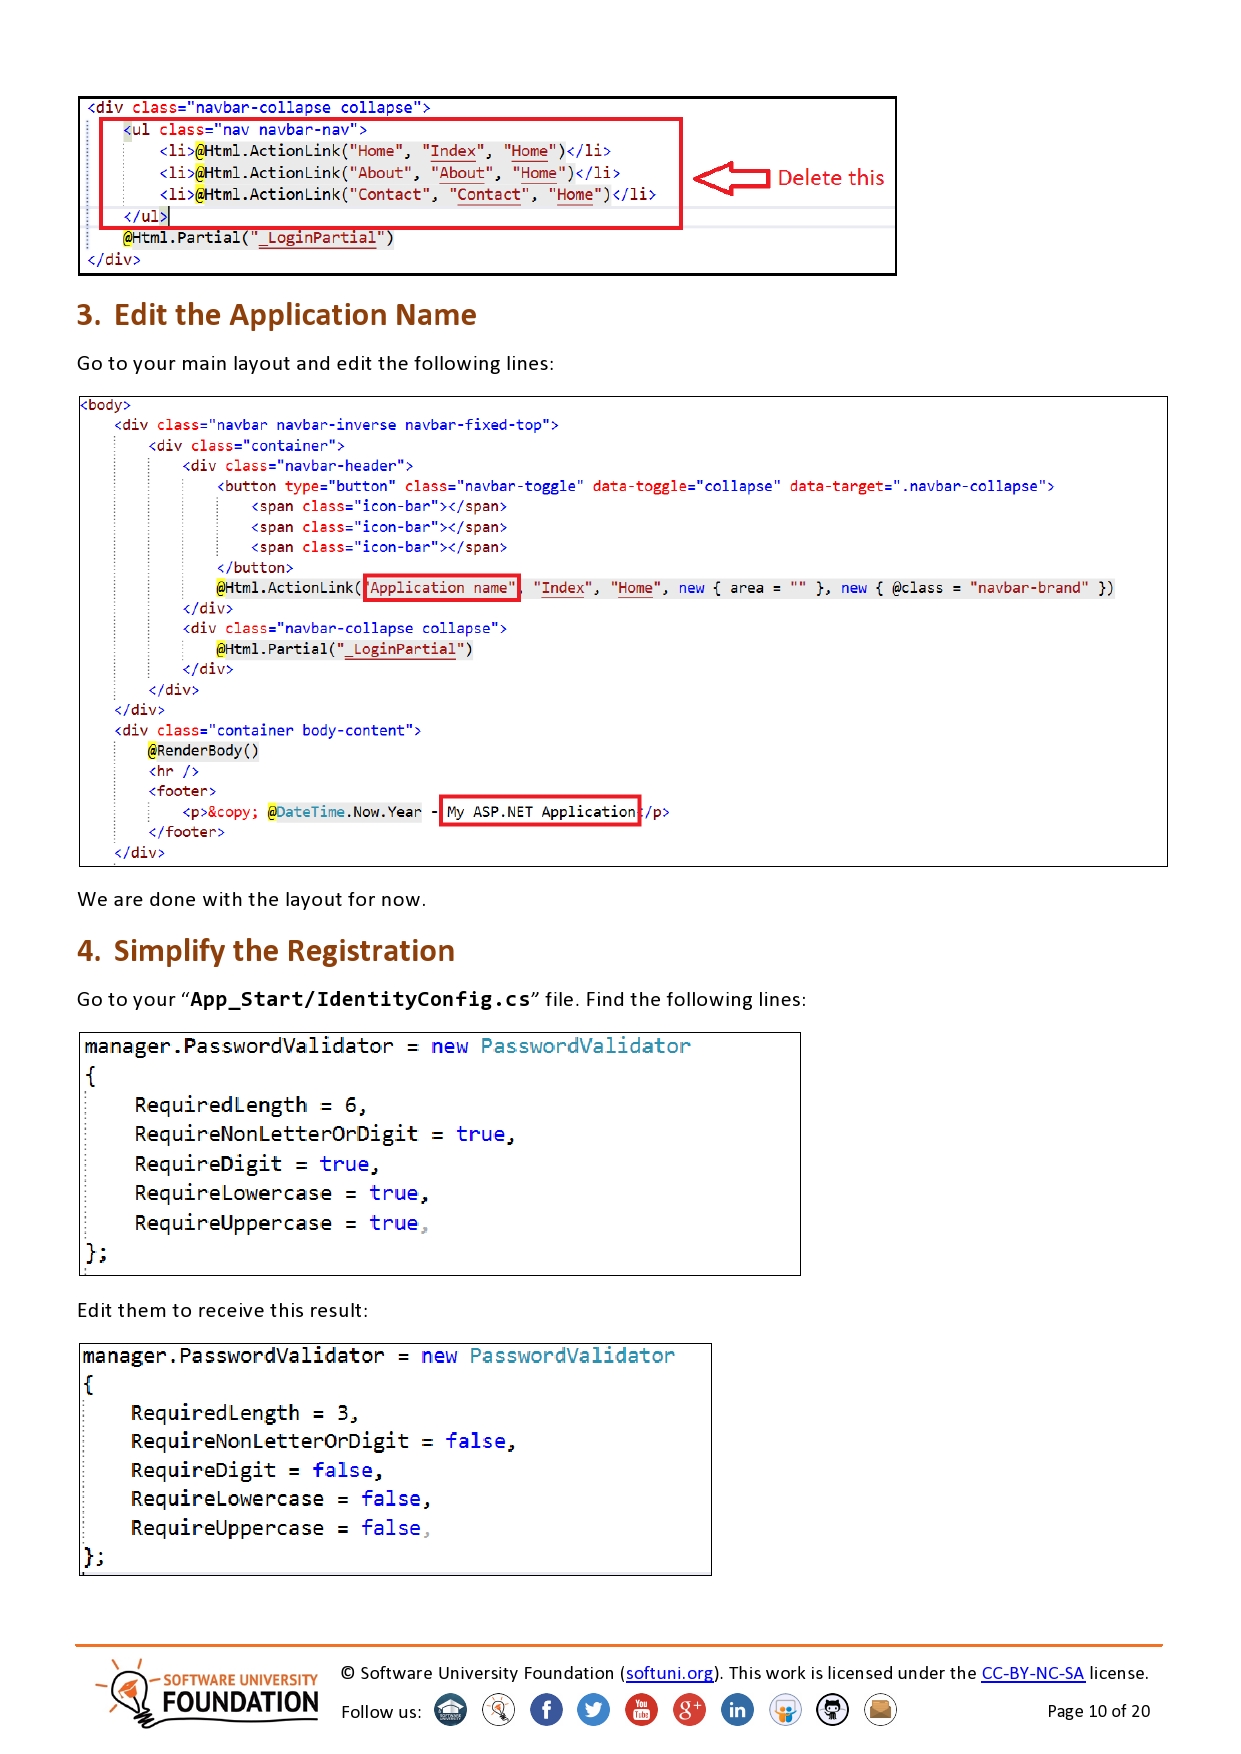 <div class="navbar-collapse collapse">
<ul class="nav navbar-nav">
<li>@Html.ActionLink("Home", "Index", "Home")</li>
<li>@Html.ActionLink("About", "About", "Home")</li>
<li>@Html.ActionLink("Contact", "Contact", "Home")</li>
</ul>
@Html.Partial("_LoginPartial")
</div>
Delete this
3. Edit the Application Name
Go to your main layout and edit the following lines:
<body>
<div class="navbar navbar-inverse navbar-fixed-top">
<div class="container">
<div class="navbar-header">
<button type="button" class="navbar-toggle" data-toggle="collapse" data-target=".navbar-collapse">
<span class="icon-bar"></span>
<span class="icon-bar"></span>
<span class="icon-bar"></span>
</button>
@Html.ActionLink("Application name", "Index", "Home", new { area = "" }, new { @class = "navbar-brand" })
</div>
<div class="navbar-collapse collapse">
@Html.Partial("_LoginPartial")
</div>
</div>
</div>
<div class="container body-content">
@RenderBody()
<hr />
<footer>
<p>&copy; @DateTime.Now.Year - My ASP.NET Application</p>
</footer>
</div>
We are done with the layout for now.
4. Simplify the Registration
Go to your “App_Start/IdentityConfig.cs” file. Find the following lines:
manager.PasswordValidator = new PasswordValidator
{
RequiredLength = 6,
RequireNonLetterOrDigit = true,
RequireDigit = true,
RequireLowercase = true,
RequireUppercase = true,
};
Edit them to receive this result:
manager.PasswordValidator = new PasswordValidator
{
RequiredLength = 3,
RequireNonLetterOrDigit = false,
RequireDigit = false,
RequireLowercase = false,
RequireUppercase = false,
};
SOFTWARE UNIVERSITY
FOUNDATION
© Software University Foundation (softuni.org). This work is licensed under the CC-BY-NC-SA license.
Follow us:
Page 10 of 20